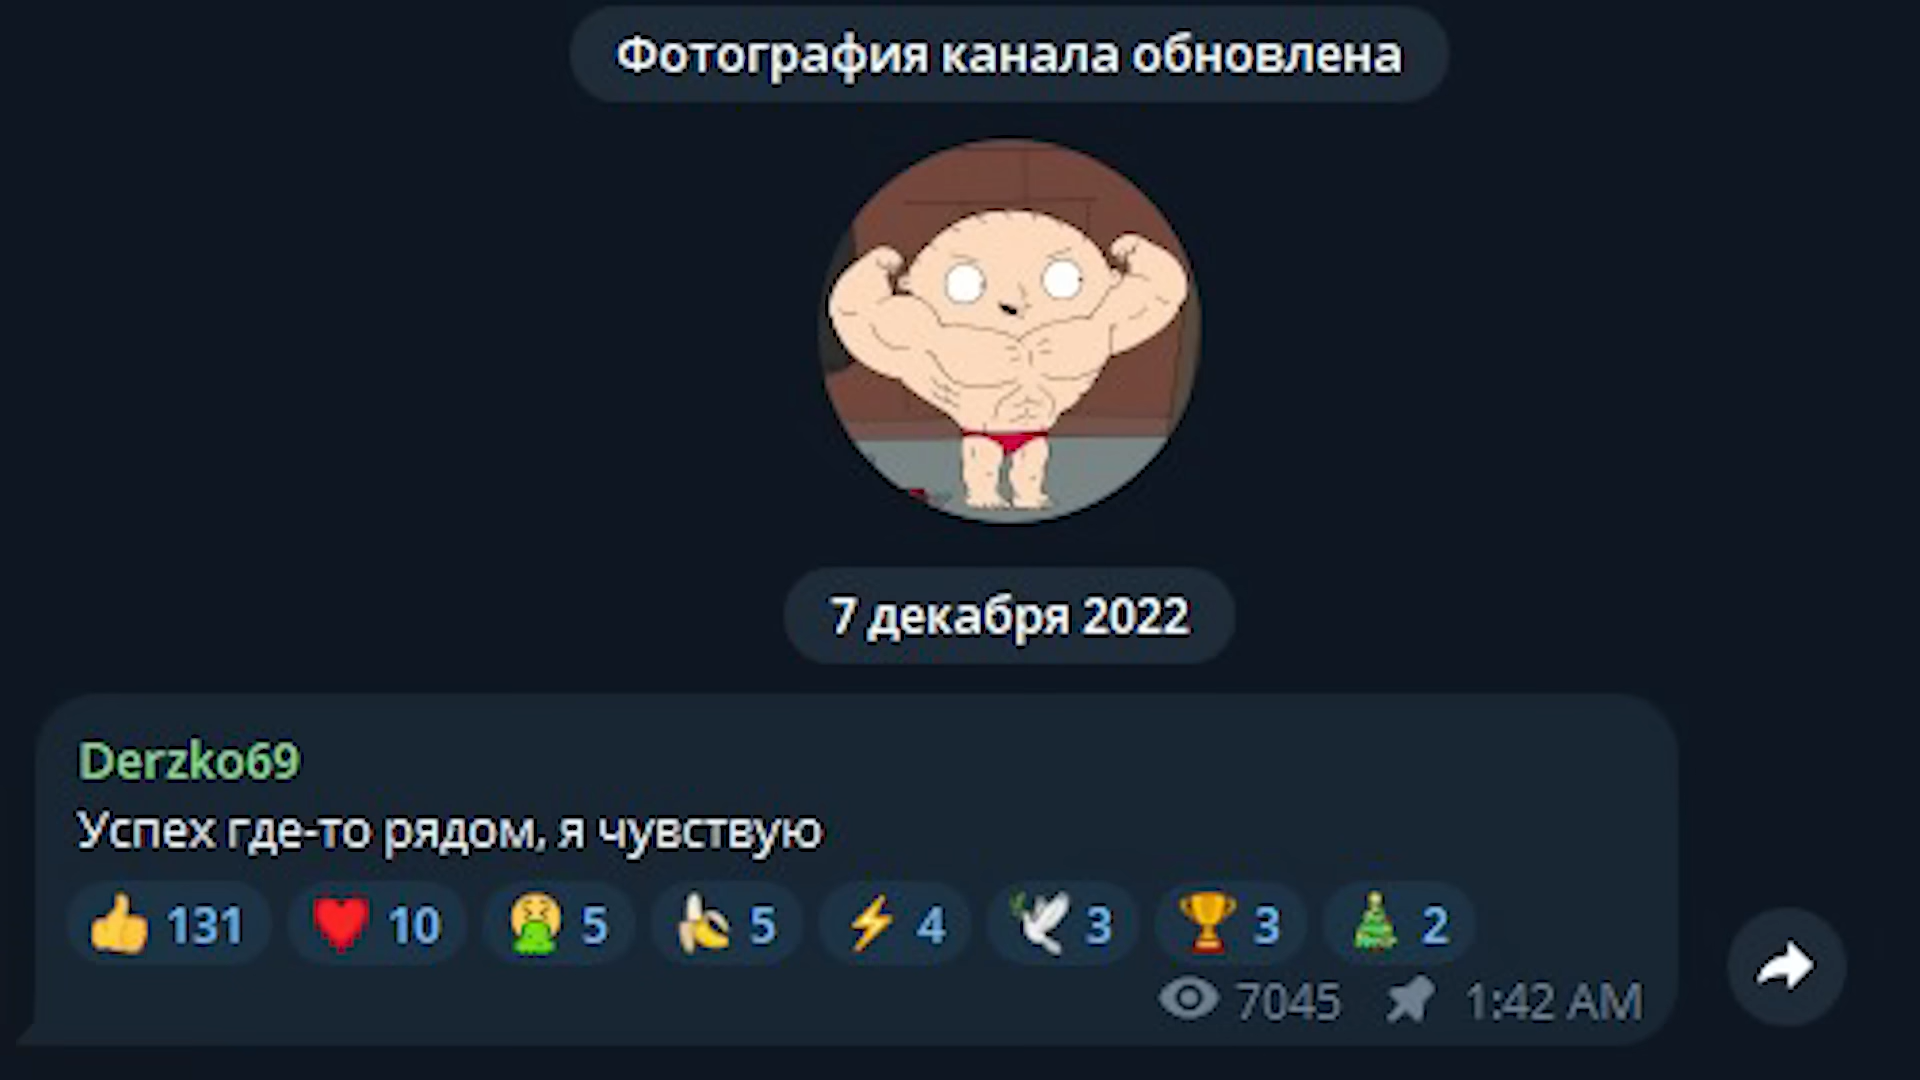 Фотография канала обновлена
7 декабря 2022
Derzko69
Успех где-то рядом, я чувствую
131 10 5 5 4 3 3 2
7045 1:42 AM